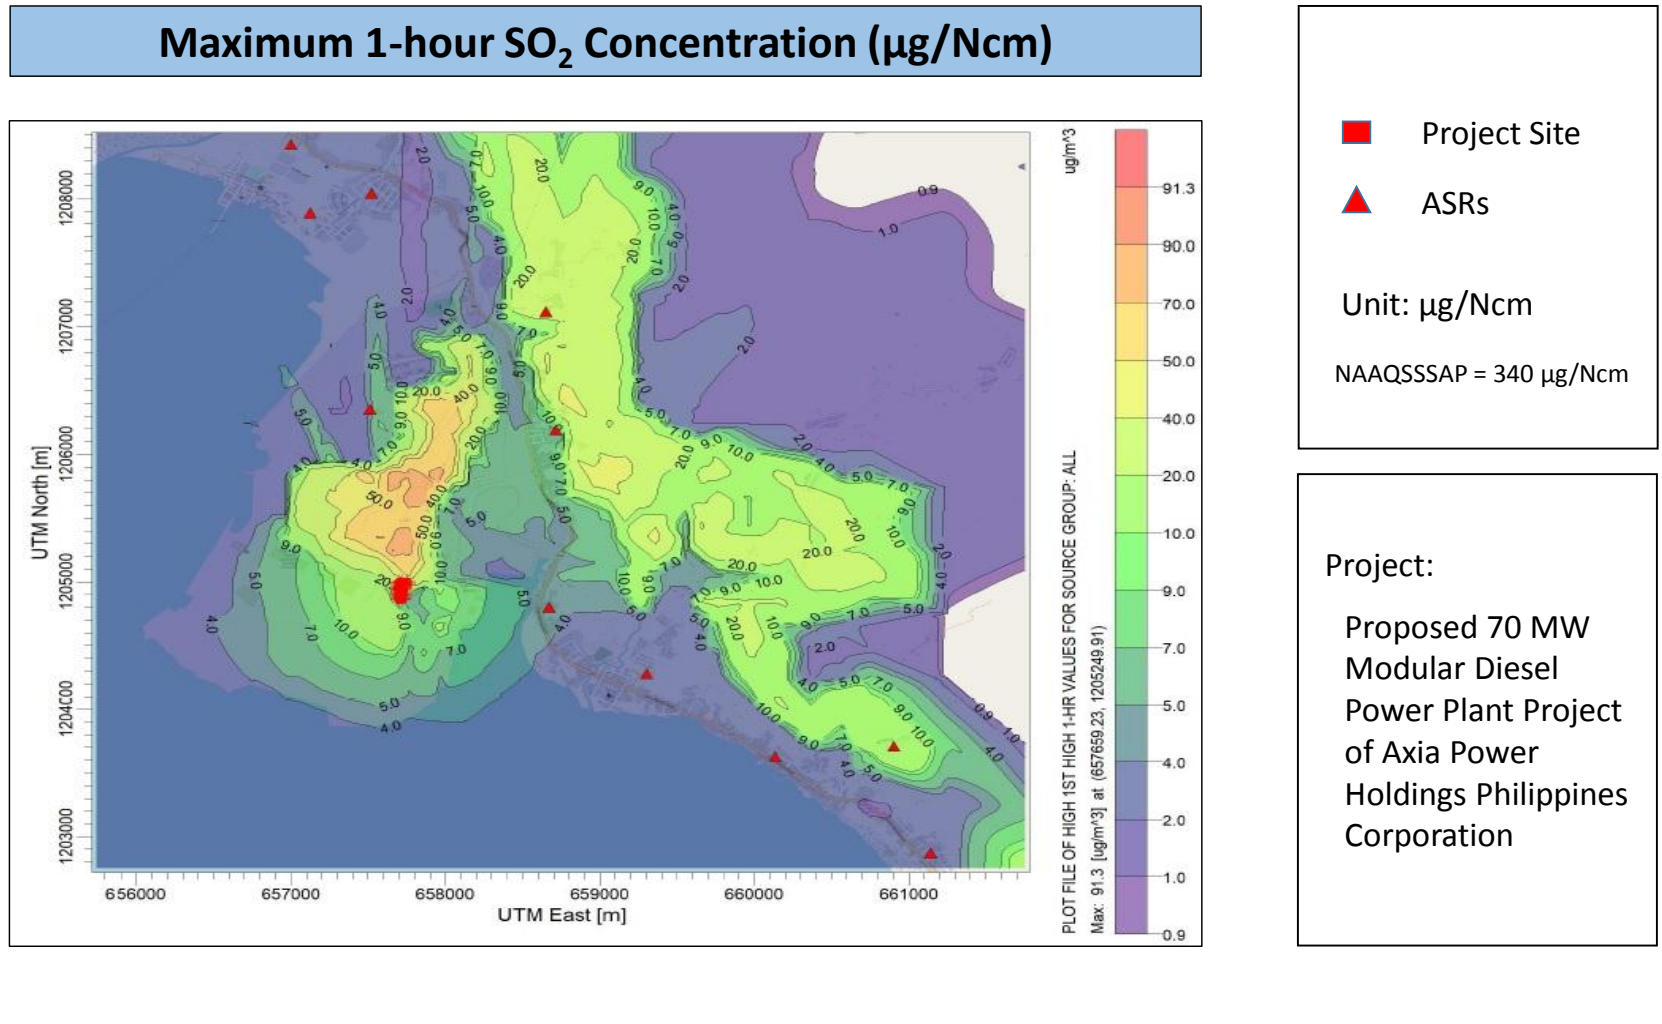 Maximum 1-hour SO2 Concentration (µg/Ncm)
Project Site
ASRs
Unit: µg/Ncm
NAAQSSSAP = 340 µg/Ncm
Project:
Proposed 70 MW
Modular Diesel
Power Plant Project
of Axia Power
Holdings Philippines
Corporation
UTM North [m]
1208000
1207000
1206000
1205000
1204000
1203000
656000
657000
658000
659000
660000
661000
UTM East [m]
PLOT FILE OF HIGH 1ST HIGH 1-HR VALUES FOR SOURCE GROUP: ALL
Max: 91.3 [ug/m^3] at (657659.23, 1205249.91)
ug/m^3
91.3
90.0
70.0
50.0
40.0
20.0
10.0
9.0
7.0
5.0
4.0
2.0
1.0
0.9